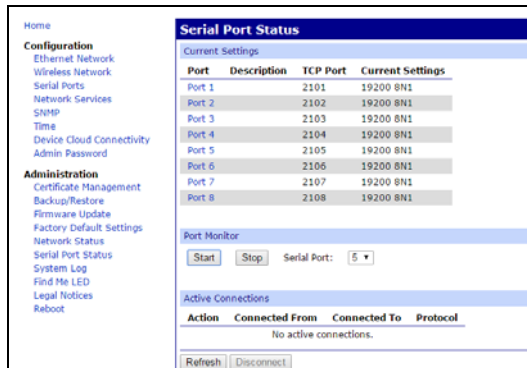 Home
Configuration
Ethernet Network
Wireless Network
Serial Ports
Network Services
SNMP
Time
Device Cloud Connectivity
Admin Password
Administration
Certificate Management
Backup/Restore
Firmware Update
Factory Default Settings
Network Status
Serial Port Status
System Log
Find Me LED
Legal Notices
Reboot
Serial Port Status
Current Settings
Port Description TCP Port Current Settings
Port 1 2101 19200 8N1
Port 2 2102 19200 8N1
Port 3 2103 19200 8N1
Port 4 2104 19200 8N1
Port 5 2105 19200 8N1
Port 6 2106 19200 8N1
Port 7 2107 19200 8N1
Port 8 2108 19200 8N1
Port Monitor
Start Stop Serial Port: 5
Active Connections
Action Connected From Connected To Protocol
No active connections.
Refresh Disconnect